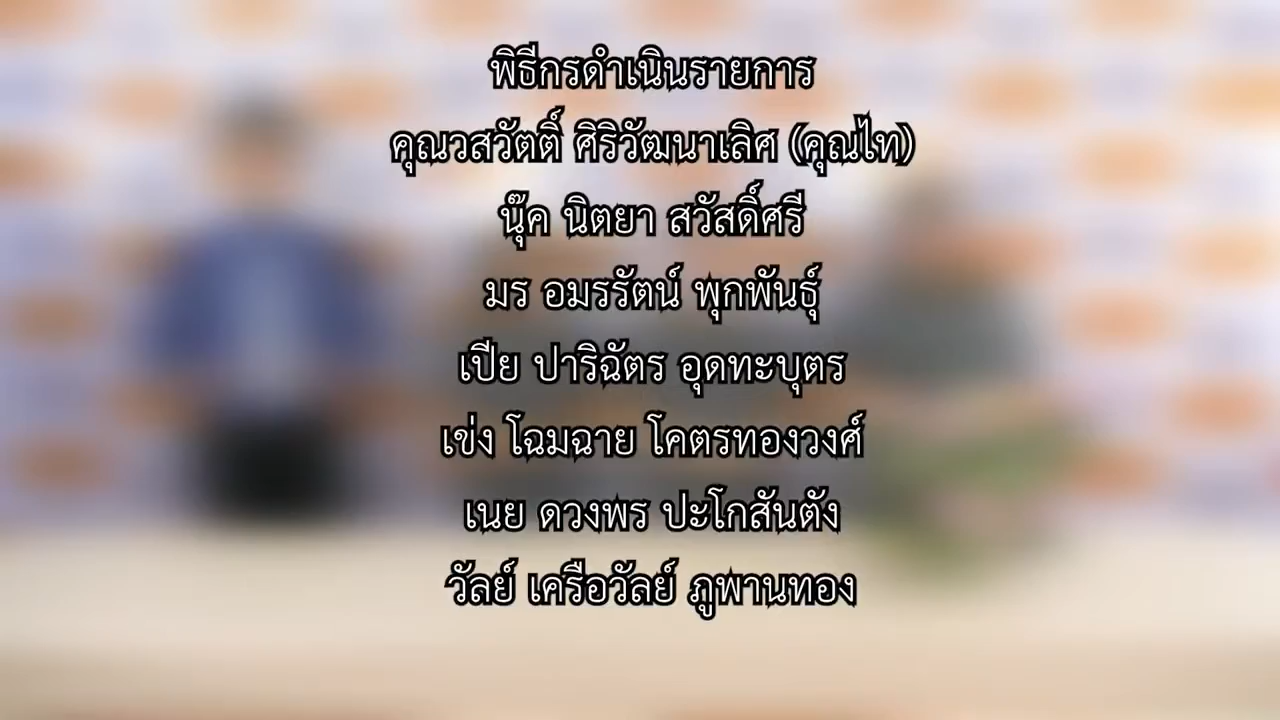 พิธีกรดำเนินรายการ
คุณวสวัตติ์ ศิริวัฒนาเลิศ (คุณไท)
นุ๊ค นิตยา สวัสดิ์ศรี
มร อมรรัตน์ พุกพันธุ์
เปีย ปาริฉัตร อุดทะบุตร
เข่ง โฉมฉาย โคตรทองวงศ์
เนย ดวงพร ปะโกสันตัง
วัลย์ เครือวัลย์ ภูพานทอง